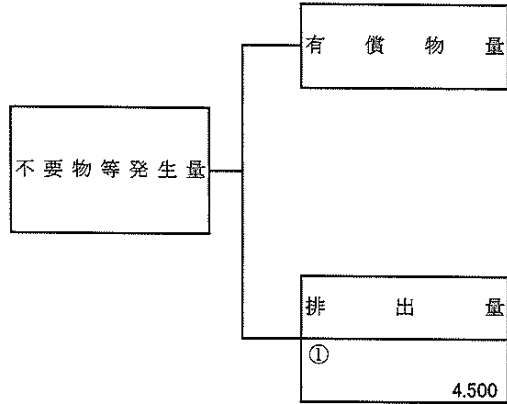 有償物量
不要物等発生量
排出量
①
4.500